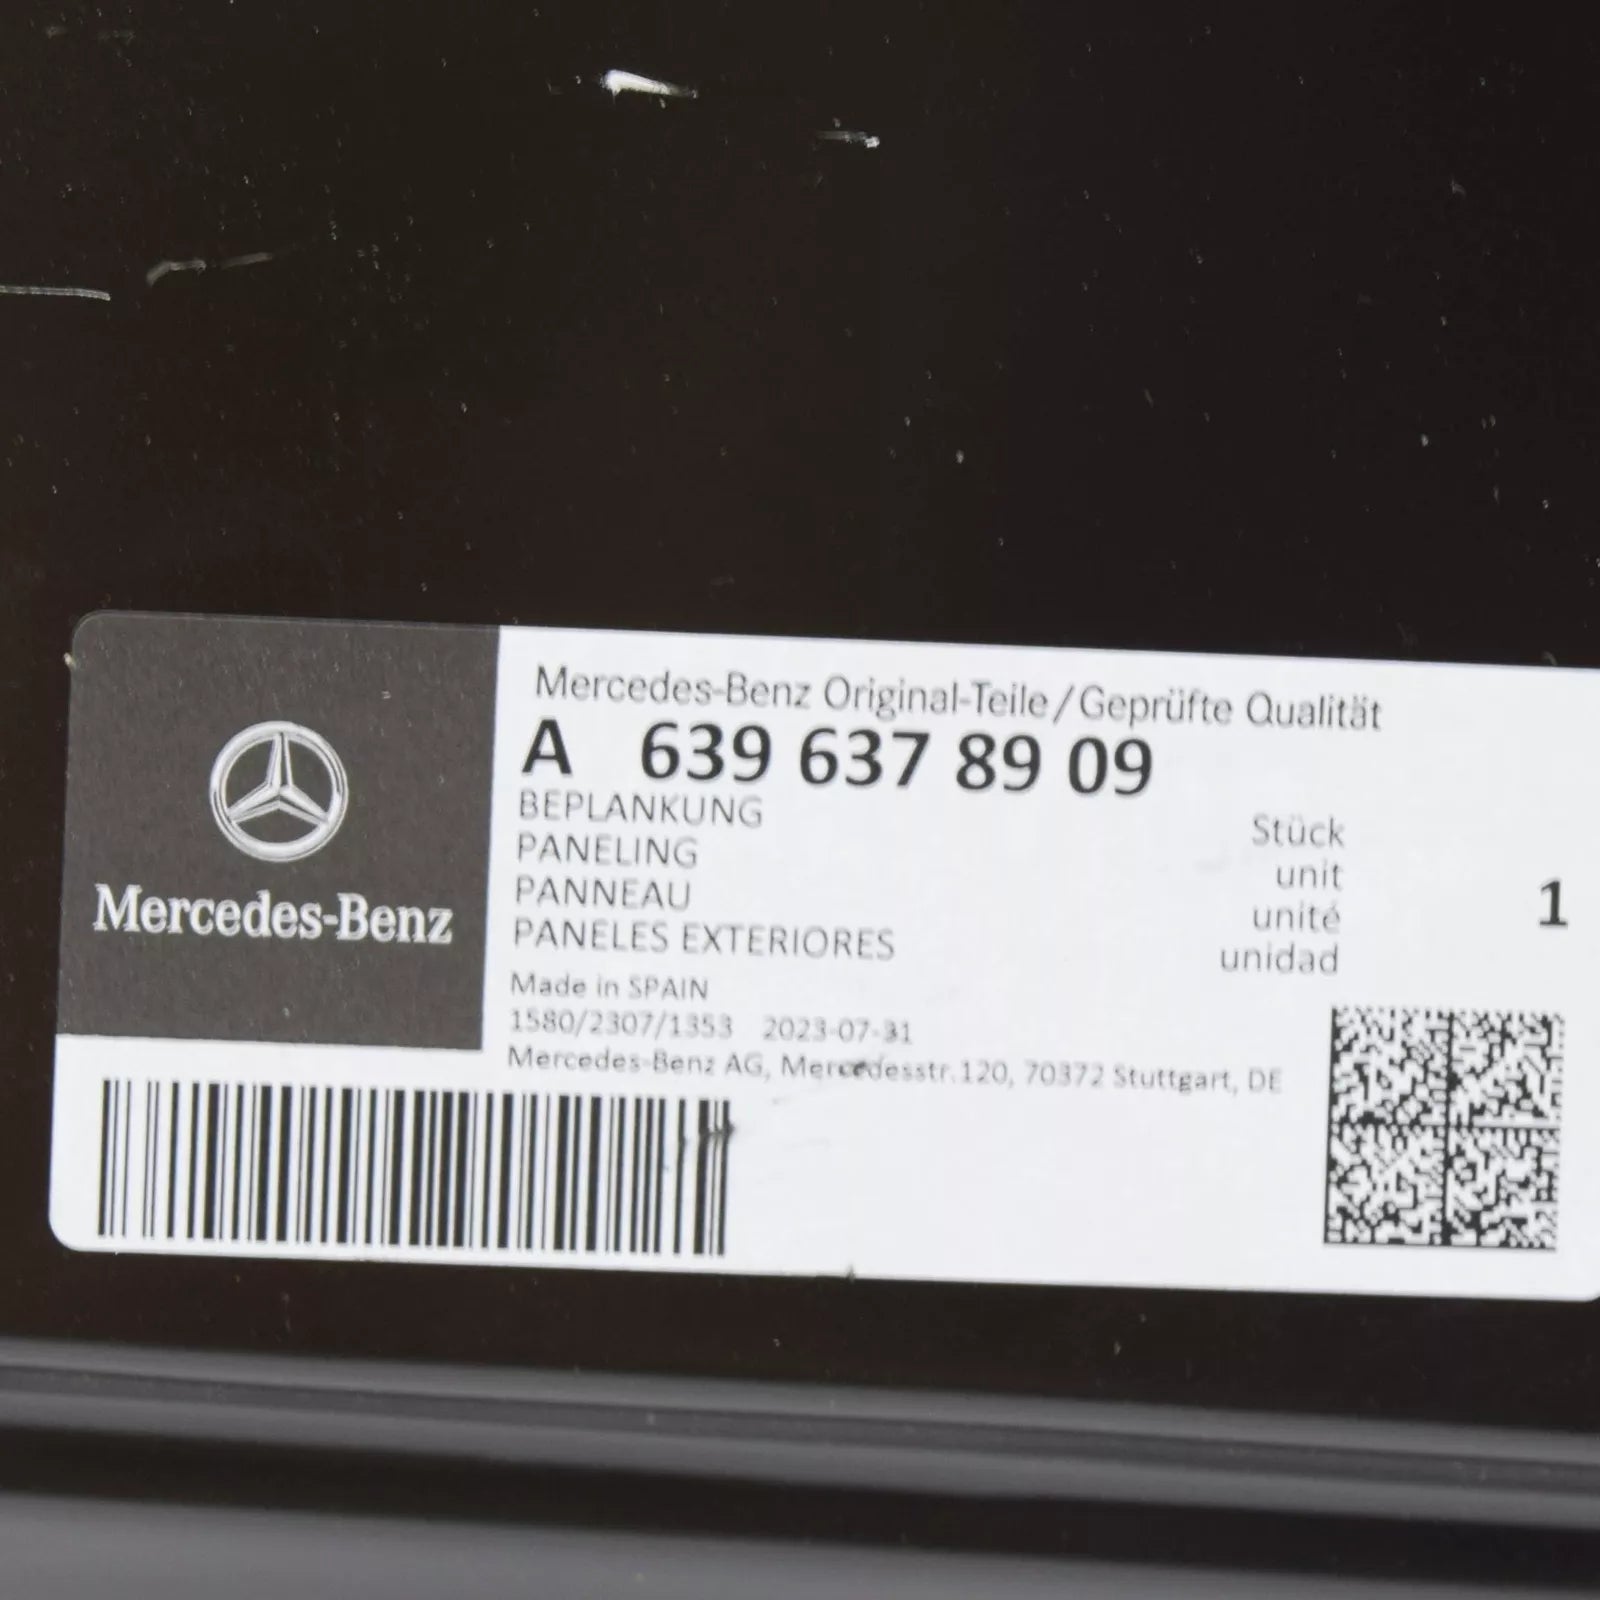 Mercedes-Benz
Mercedes-Benz Original-Teile/Geprüfte Qualität
A 639 637 89 09
BEPLANKUNG
PANELING
PANNEAU
PANELES EXTERIORES
Stück
unit
unité
unidad
1
Made in SPAIN
1580/2307/1353 2023-07-31
Mercedes-Benz AG, Mercedesstr.120, 70372 Stuttgart, DE